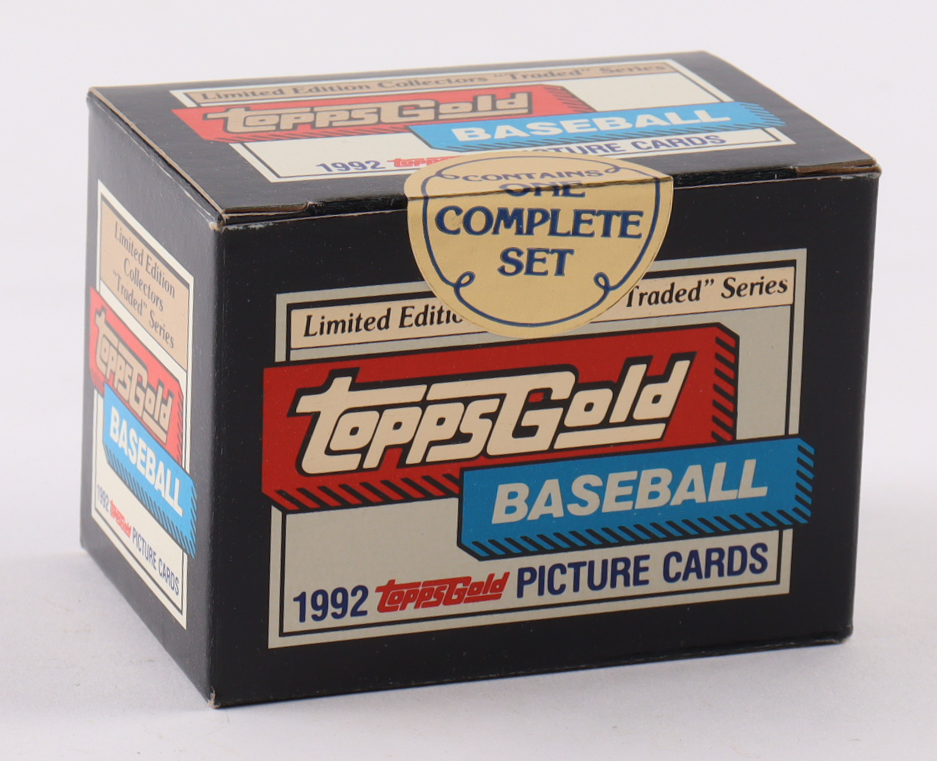 Limited Edition Collectors "Traded" Series
ToppsGold
BASEBALL
1992 PICTURE CARDS
CONTAINS
ONE
COMPLETE
SET
Limited Edition
Collectors
"Traded" Series
ToppsGold
BASEBALL
1992 ToppsGold PICTURE CARDS
Limited Traded" Series
ToppsGold
BASEBALL
1992 ToppsGold PICTURE CARDS